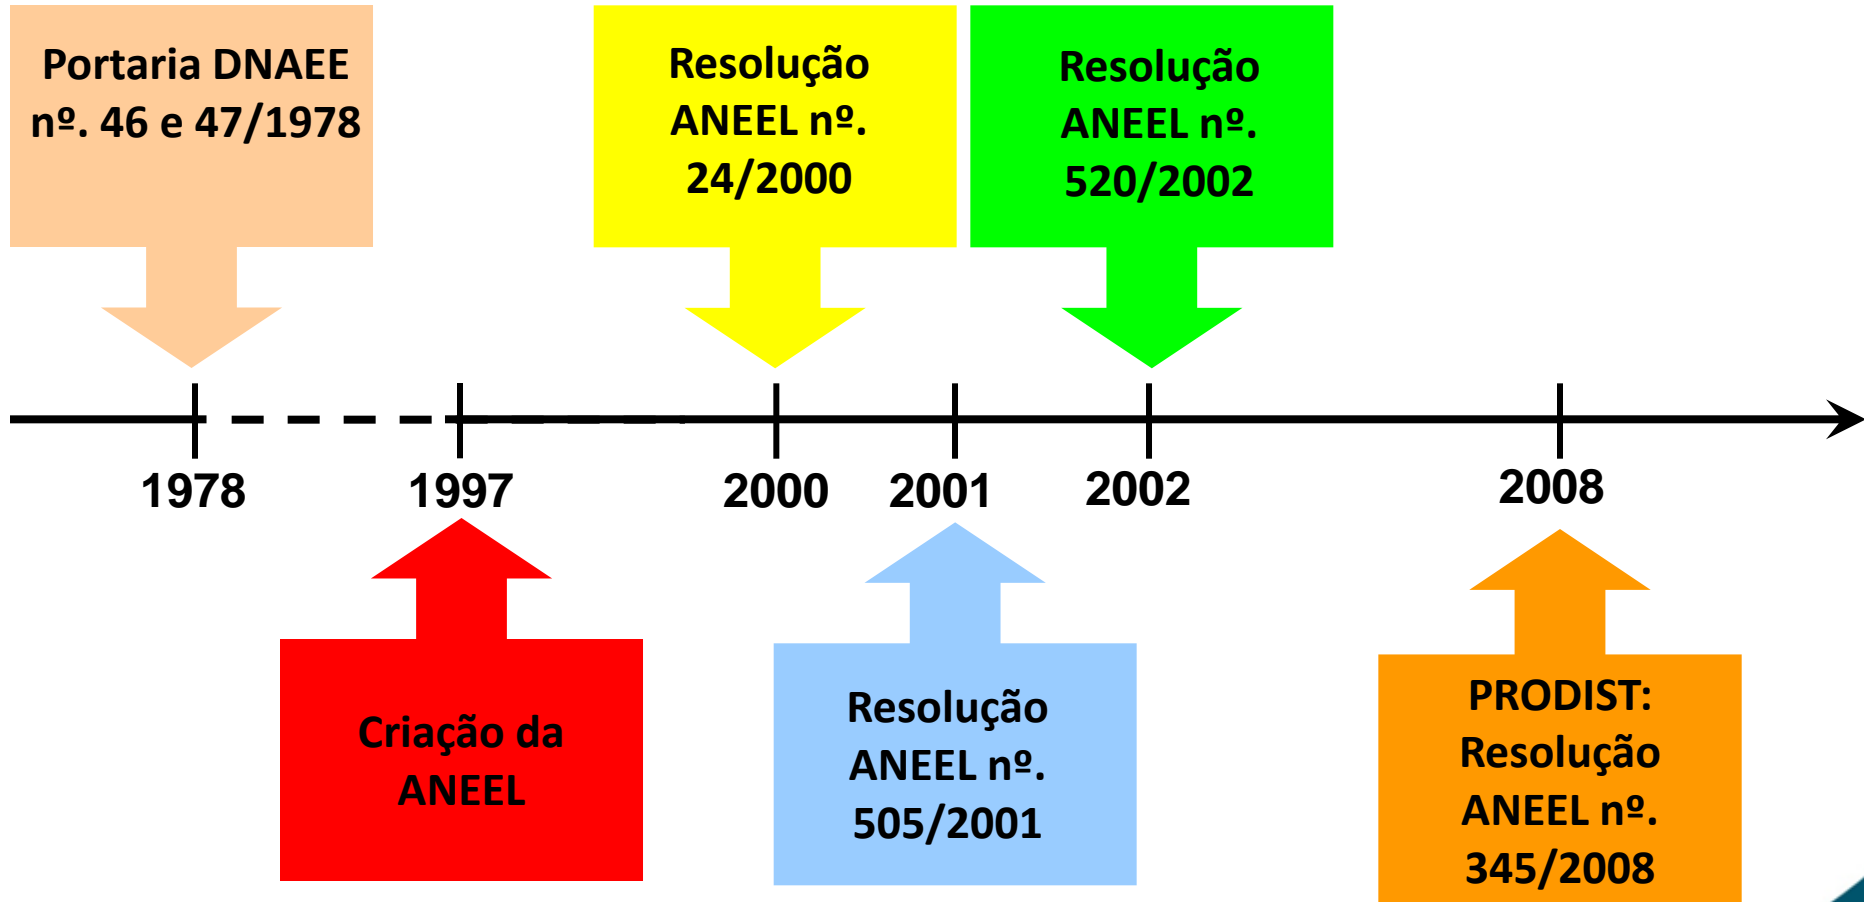 Portaria DNAEE
nº. 46 e 47/1978
Resolução
ANEEL nº.
24/2000
Resolução
ANEEL nº.
520/2002
1978
1997
2000
2001
2002
2008
Criação da
ANEEL
Resolução
ANEEL nº.
505/2001
PRODIST:
Resolução
ANEEL nº.
345/2008